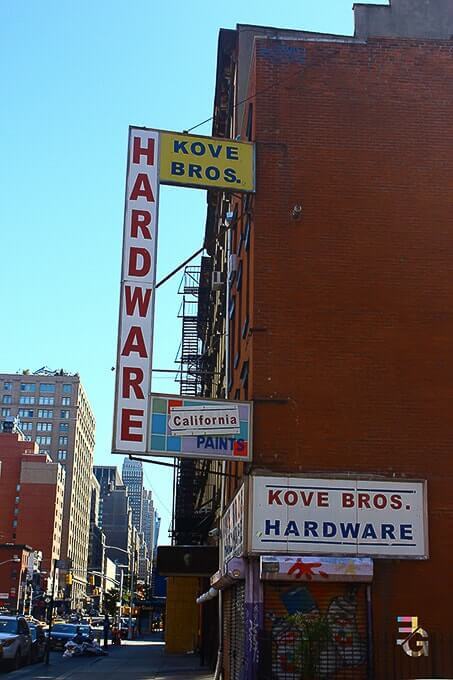 HARDWARE
KOVE
BROS.
California
PAINTS
KOVE BROS.
HARDWARE